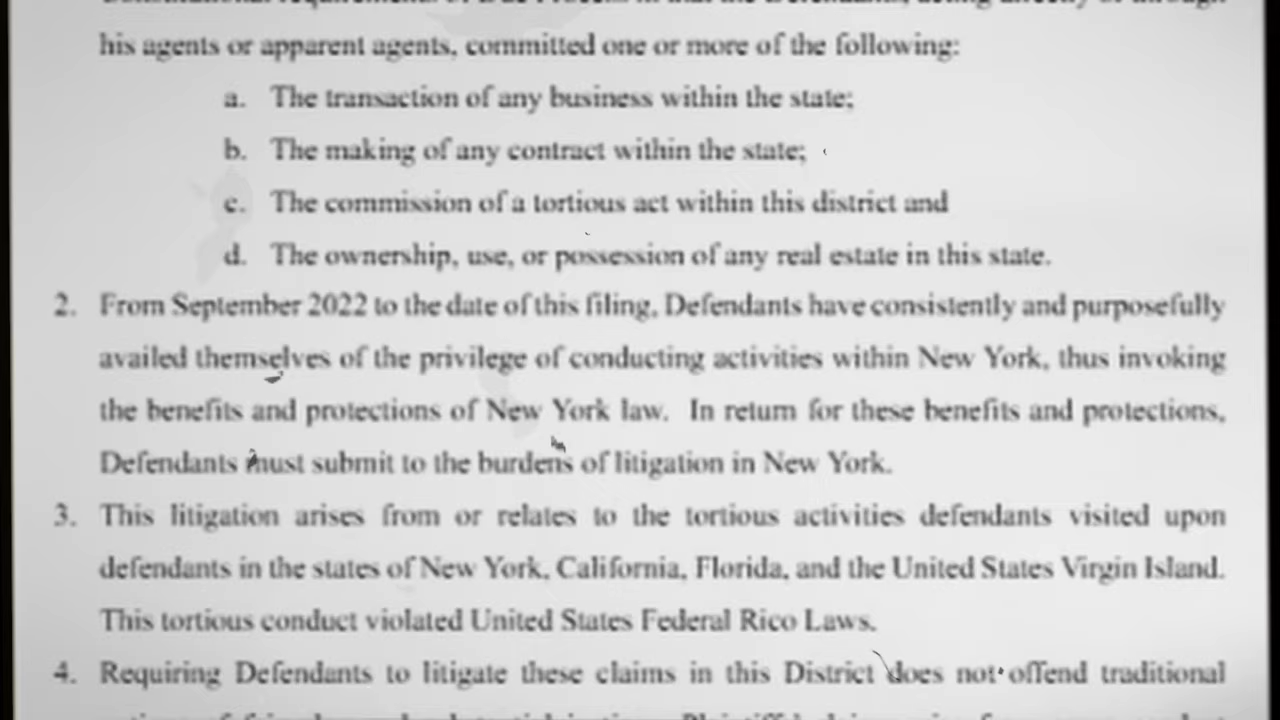 his agents or apparent agents, committed one or more of the following:
a. The transaction of any business within the state;
b. The making of any contract within the state;
c. The commission of a tortious act within this district and
d. The ownership, use, or possession of any real estate in this state.
2. From September 2022 to the date of this filing, Defendants have consistently and purposefully
availed themselves of the privilege of conducting activities within New York, thus invoking
the benefits and protections of New York law. In return for these benefits and protections,
Defendants must submit to the burdens of litigation in New York.
3. This litigation arises from or relates to the tortious activities defendants visited upon
defendants in the states of New York, California, Florida, and the United States Virgin Island.
This tortious conduct violated United States Federal Rico Laws.
4. Requiring Defendants to litigate these claims in this District does not offend traditional